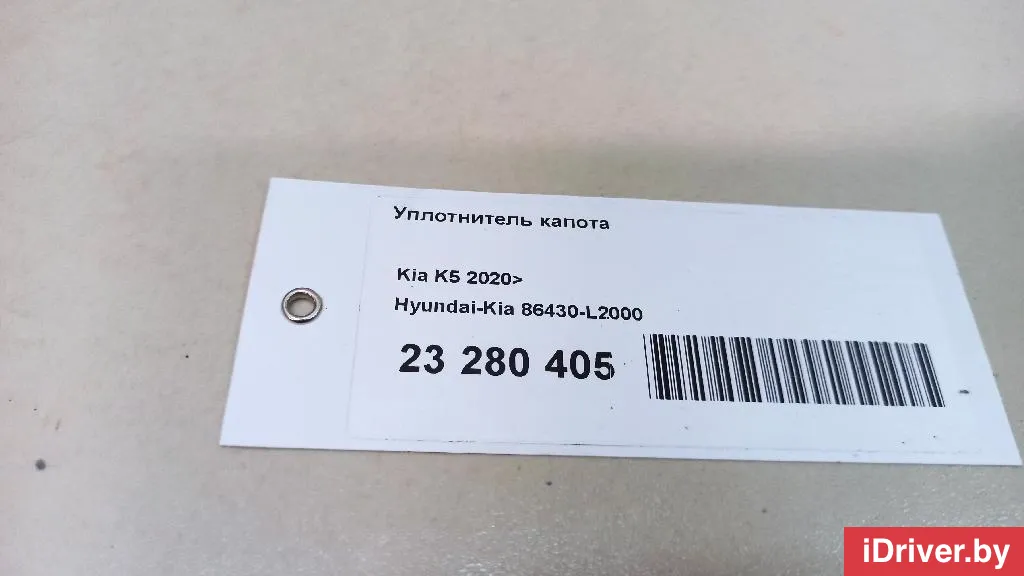 Уплотнитель капота
Kia K5 2020>
Hyundai-Kia 86430-L2000
23 280 405
iDriver.by